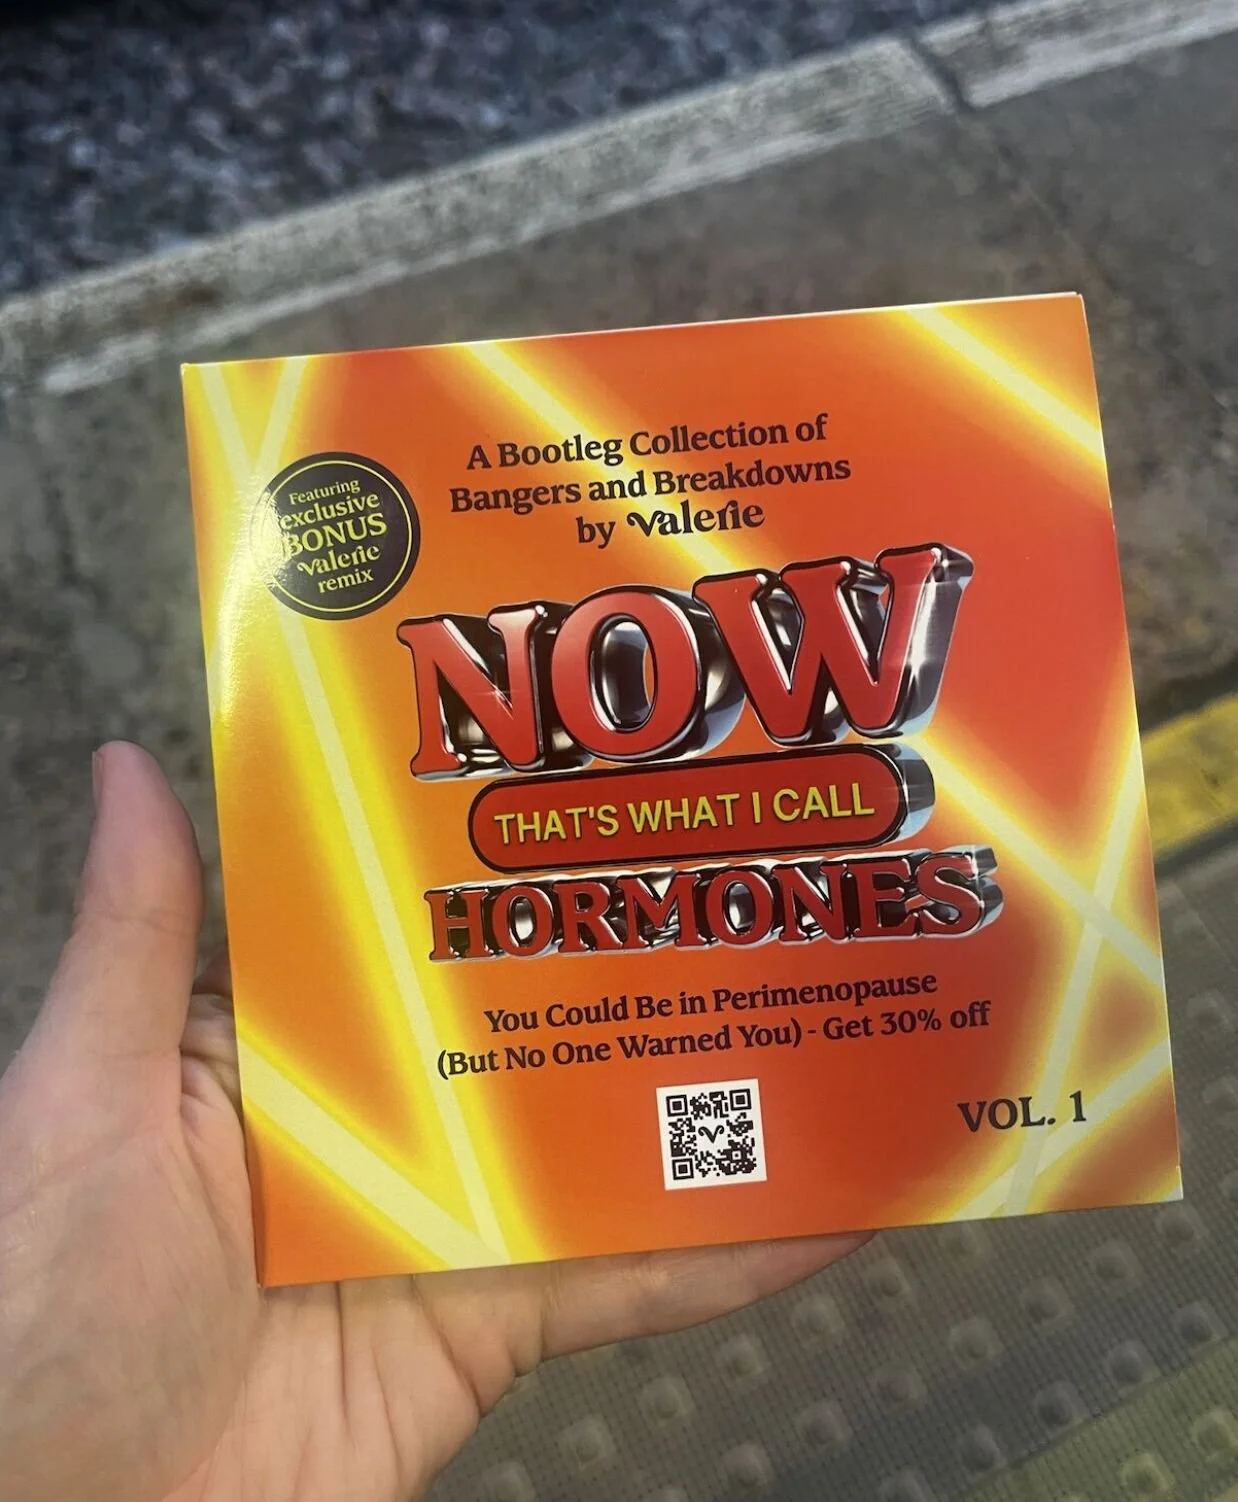 A Bootleg Collection of
Bangers and Breakdowns
by Valerie
Featuring
exclusive
BONUS
Valerie
remix
NOW
THAT'S WHAT I CALL
HORMONES
You Could Be in Perimenopause
(But No One Warned You) - Get 30% off
VOL. 1